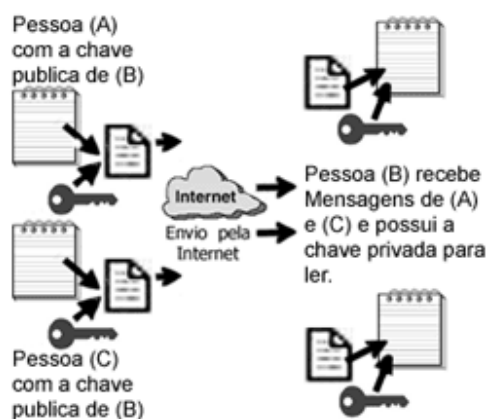 Pessoa (A)
com a chave
publica de (B)
Internet
Envio pela
Internet
Pessoa (B) recebe
Mensagens de (A)
e (C) e possui a
chave privada para
ler.
Pessoa (C)
com a chave
publica de (B)